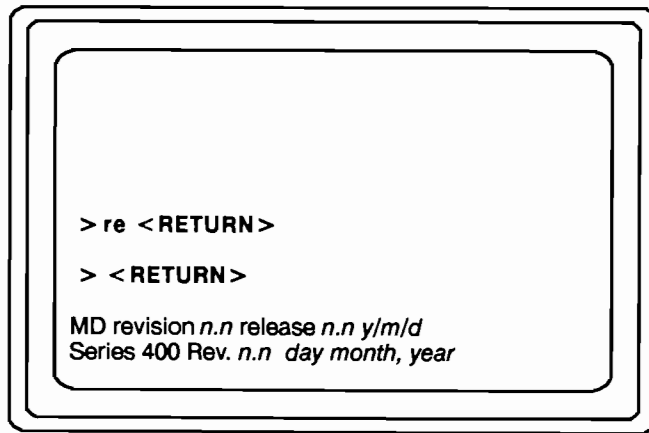 > re <RETURN>
> <RETURN>
MD revision n.n release n.n y/m/d
Series 400 Rev. n.n day month, year